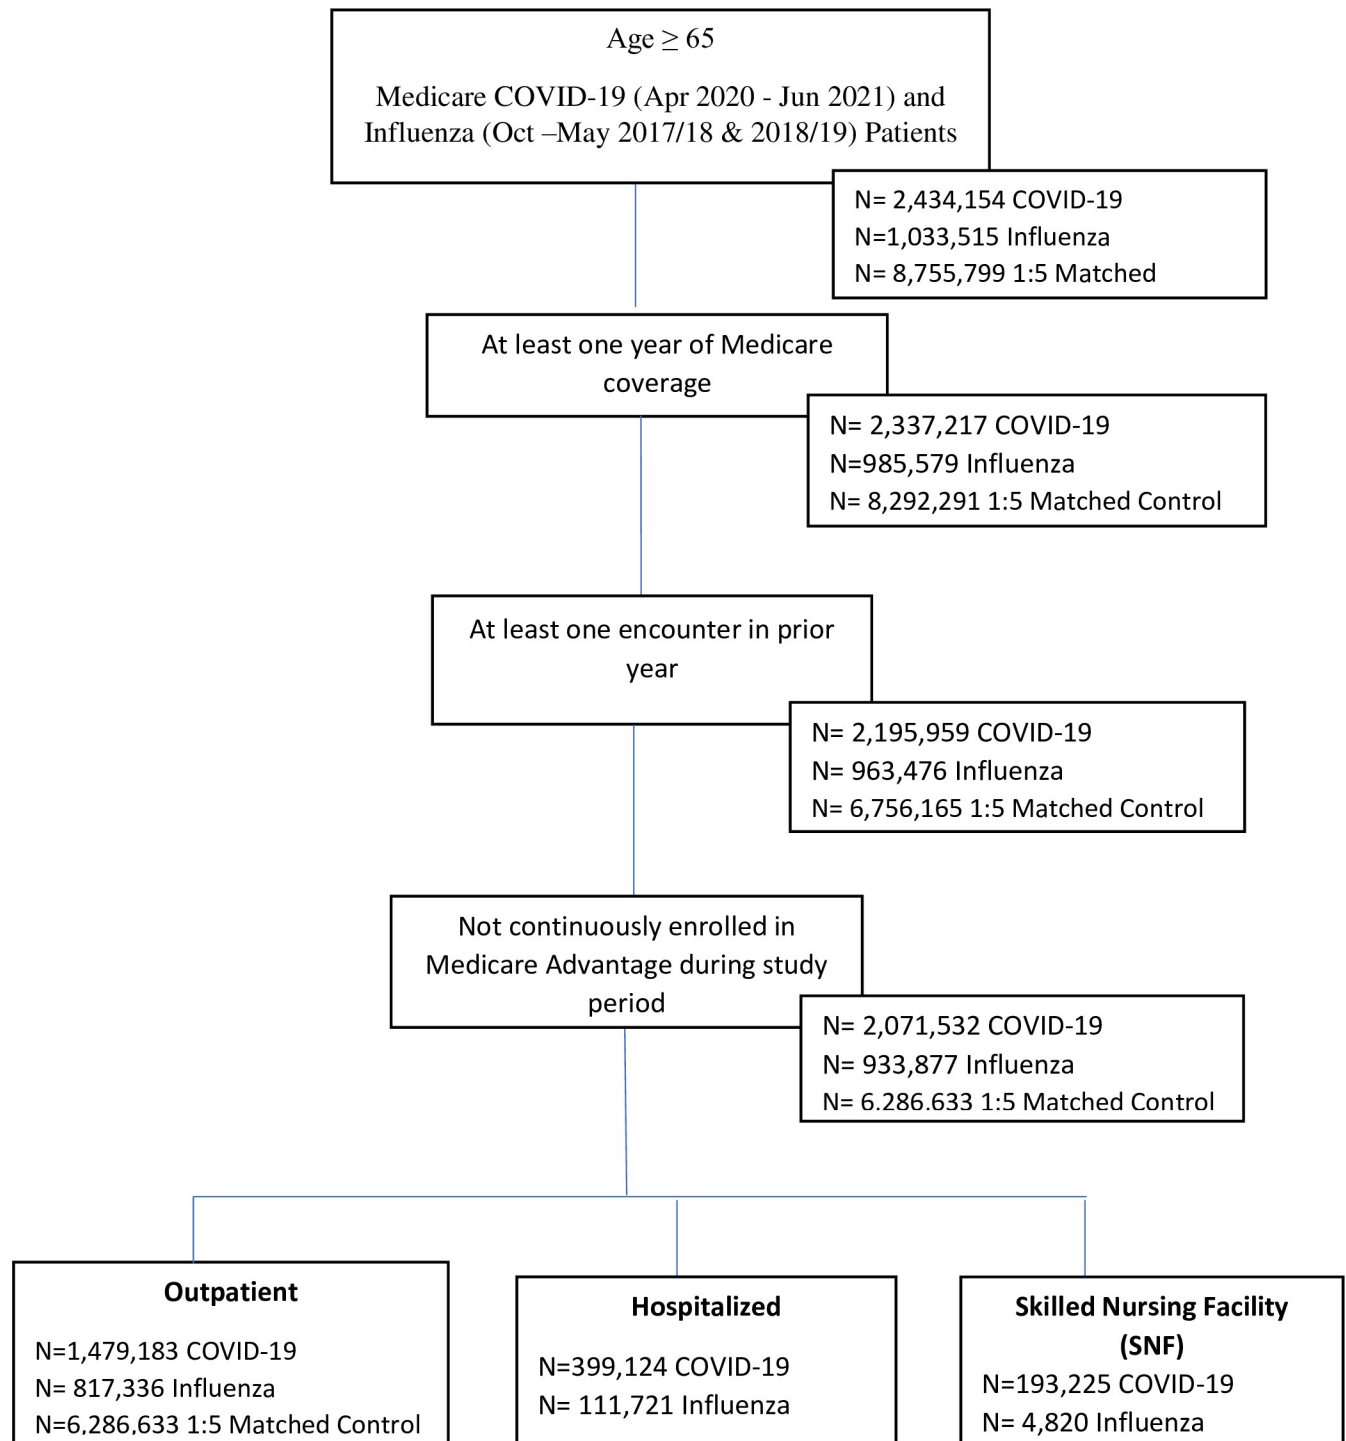 Age ≥ 65
Medicare COVID-19 (Apr 2020 - Jun 2021) and
Influenza (Oct –May 2017/18 & 2018/19) Patients
N= 2,434,154 COVID-19
N=1,033,515 Influenza
N= 8,755,799 1:5 Matched
At least one year of Medicare
coverage
N= 2,337,217 COVID-19
N=985,579 Influenza
N= 8,292,291 1:5 Matched Control
At least one encounter in prior
year
N= 2,195,959 COVID-19
N= 963,476 Influenza
N= 6,756,165 1:5 Matched Control
Not continuously enrolled in
Medicare Advantage during study
period
N= 2,071,532 COVID-19
N= 933,877 Influenza
N= 6,286,633 1:5 Matched Control
Outpatient
N=1,479,183 COVID-19
N= 817,336 Influenza
N=6,286,633 1:5 Matched Control
Hospitalized
N=399,124 COVID-19
N= 111,721 Influenza
Skilled Nursing Facility
(SNF)
N=193,225 COVID-19
N= 4,820 Influenza